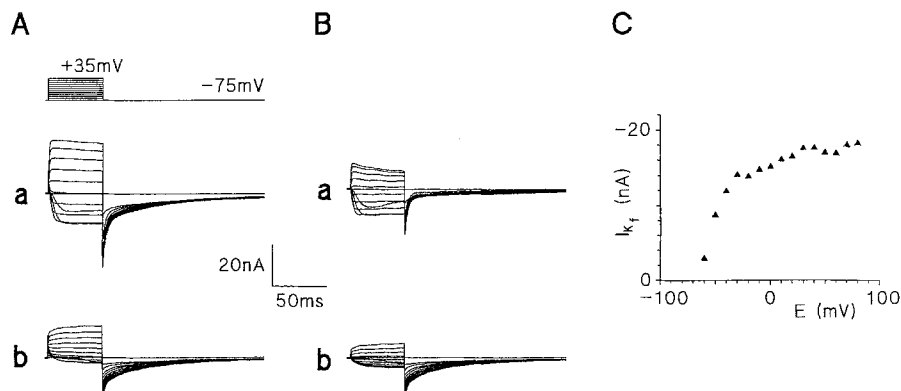 A
B
C
+35mV
-75mV
a
a
20nA
50ms
b
b
-20
I_Kf (nA)
0
-100
0
100
E (mV)